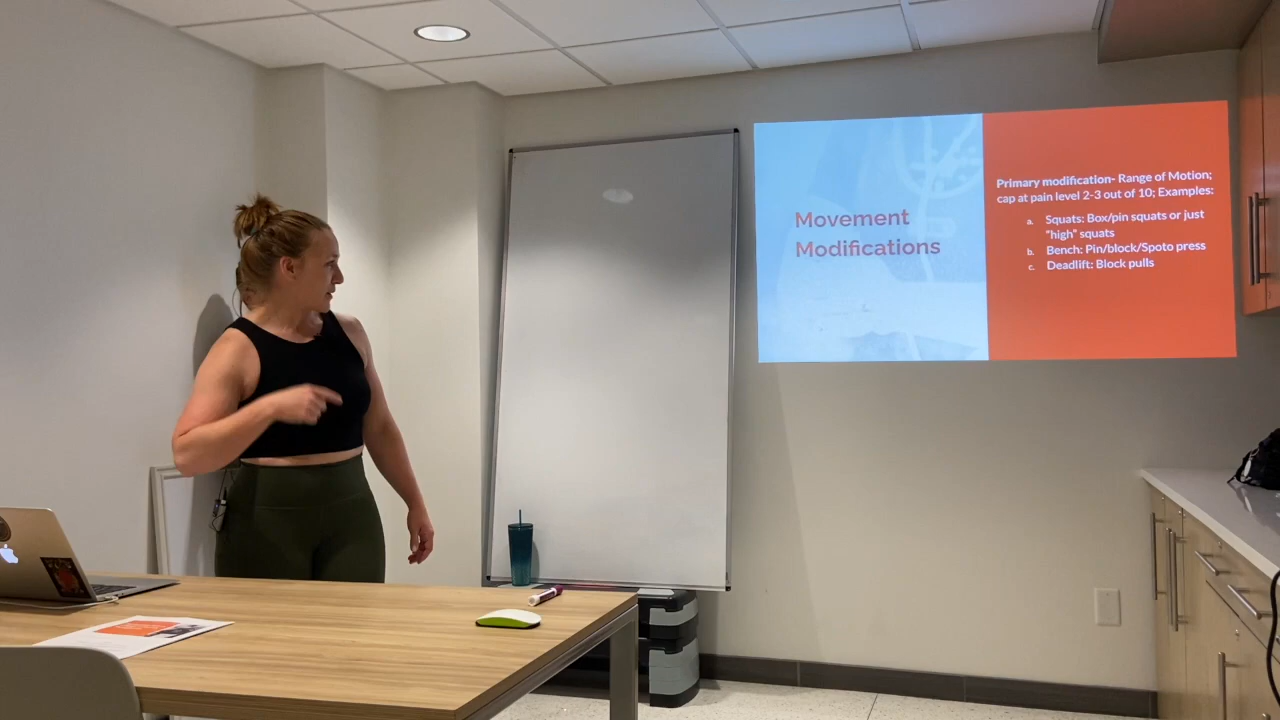 Movement
Modifications
Primary modification- Range of Motion;
cap at pain level 2-3 out of 10; Examples:
a. Squats: Box/pin squats or just
"high" squats
b. Bench: Pin/block/Spoto press
c. Deadlift: Block pulls